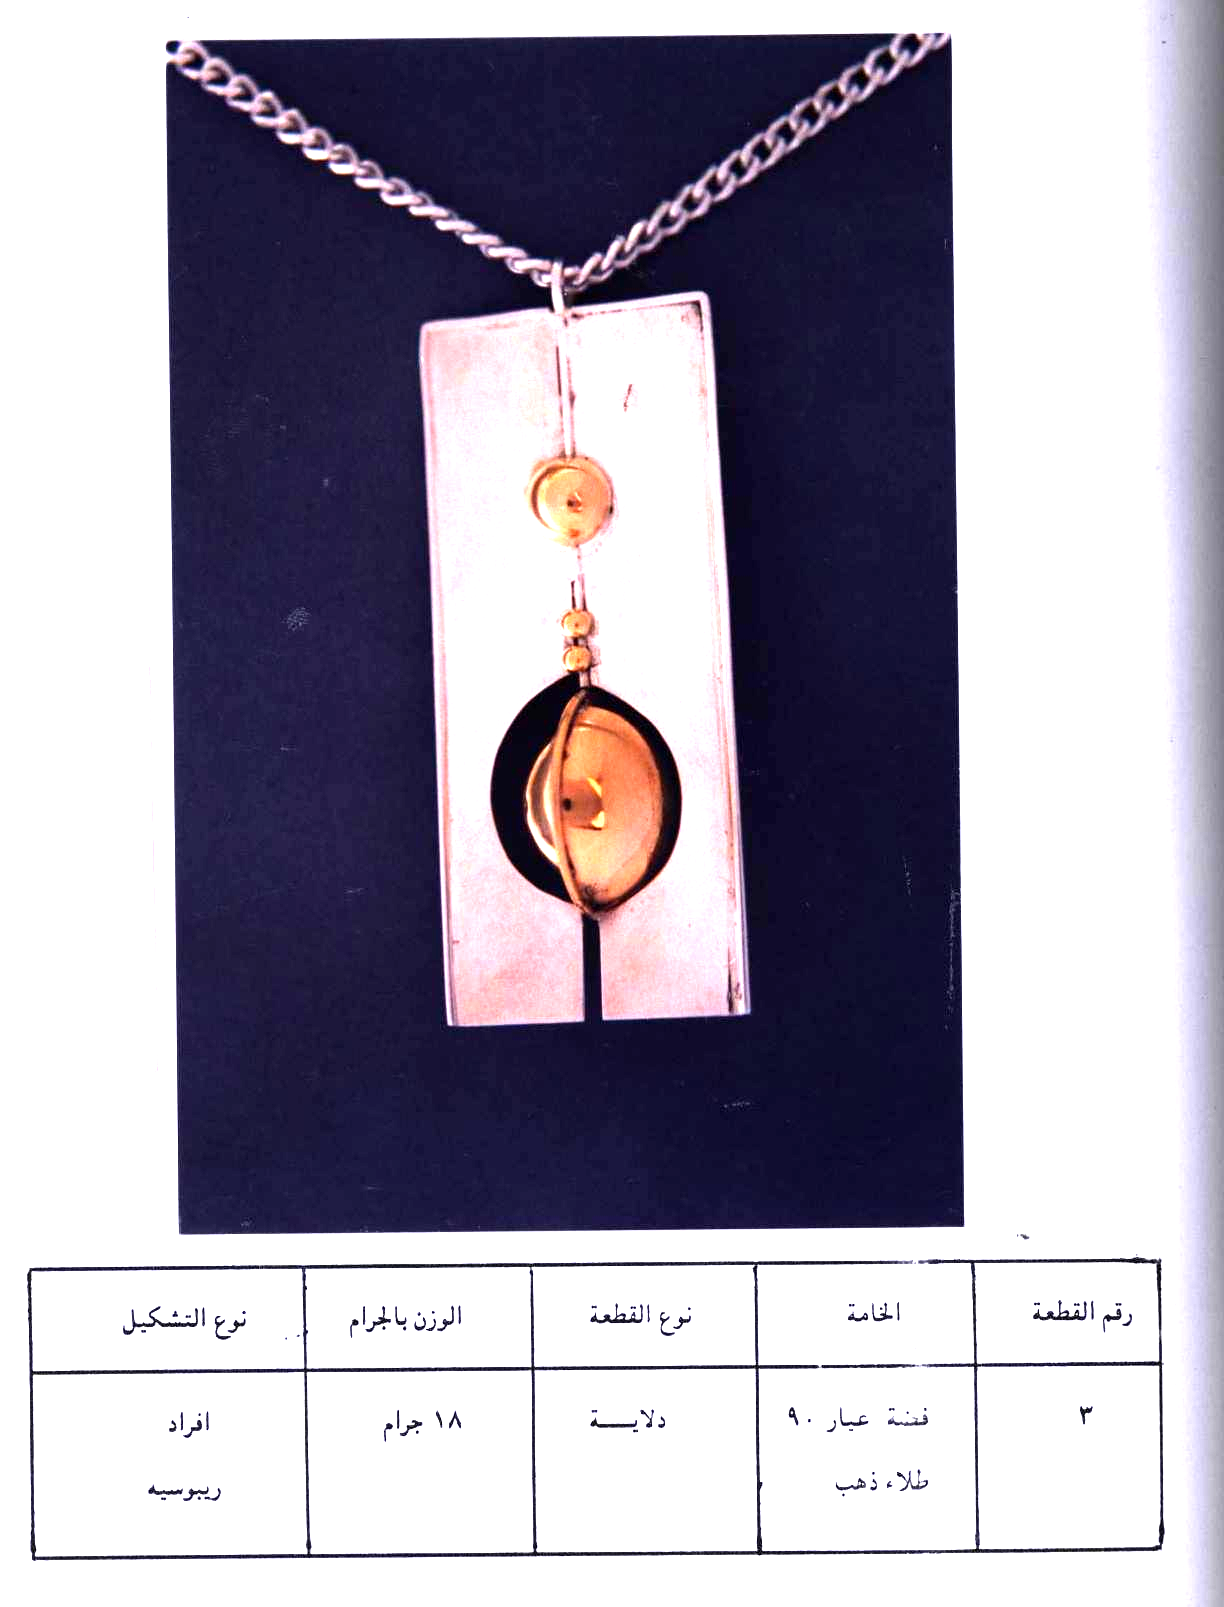 رقم القطعة الخامة نوع القطعة الوزن بالجرام نوع التشكيل
٣ فضة عيار ٩٠ دلايـــة ١٨ جرام افراد
طلاء ذهب ريبوسيه